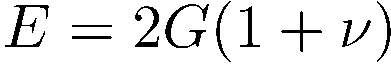 E = 2G(1 + ν)